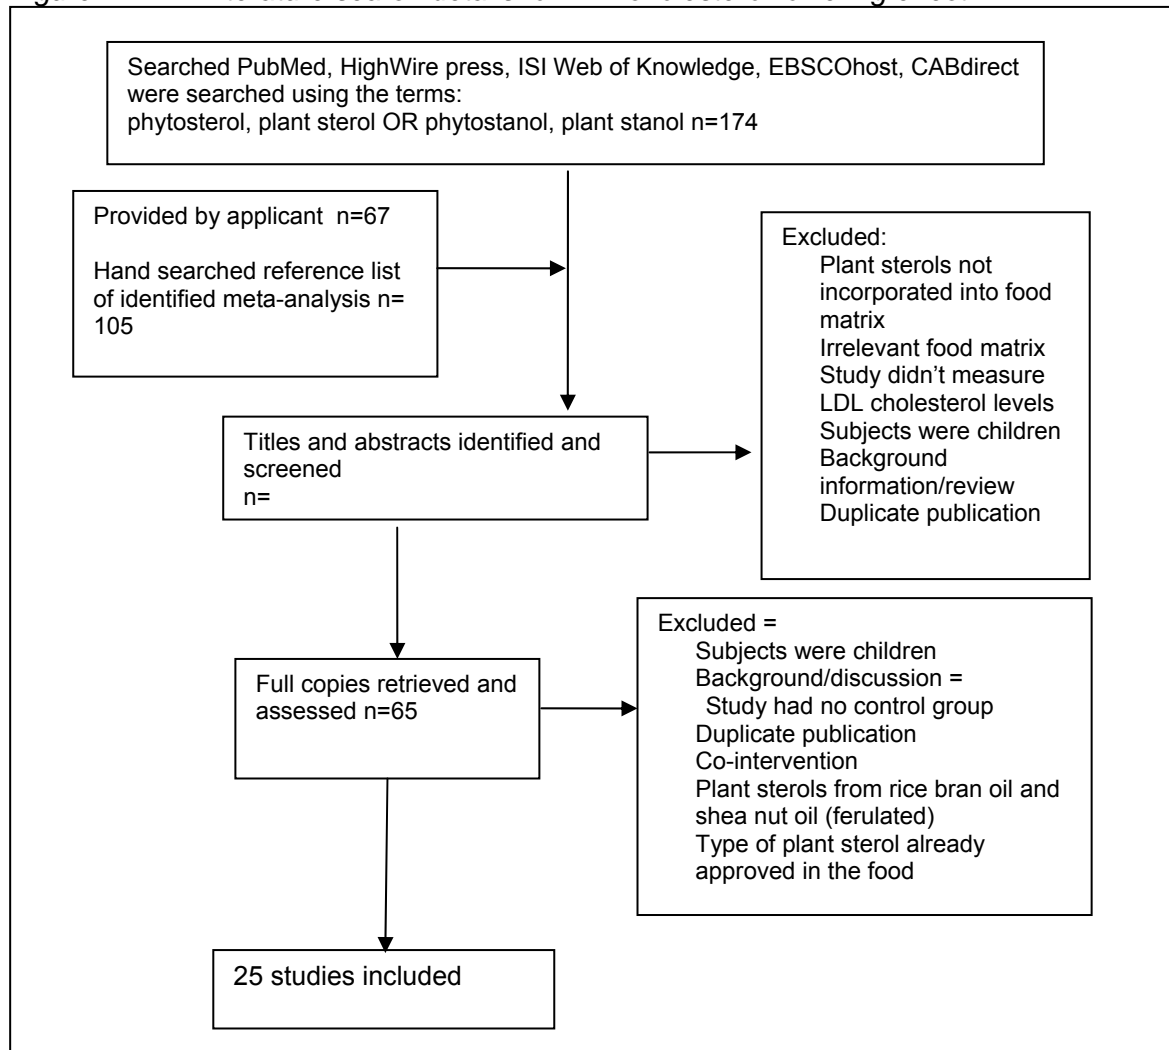 Searched PubMed, HighWire press, ISI Web of Knowledge, EBSCOhost, CABdirect
were searched using the terms:
phytosterol, plant sterol OR phytostanol, plant stanol n=174
Provided by applicant n=67
Hand searched reference list
of identified meta-analysis n=
105
Excluded:
Plant sterols not
incorporated into food
matrix
Irrelevant food matrix
Study didn’t measure
LDL cholesterol levels
Subjects were children
Background
information/review
Duplicate publication
Titles and abstracts identified and
screened
n=
Excluded =
Subjects were children
Background/discussion =
Study had no control group
Duplicate publication
Co-intervention
Plant sterols from rice bran oil and
shea nut oil (ferulated)
Type of plant sterol already
approved in the food
Full copies retrieved and
assessed n=65
25 studies included